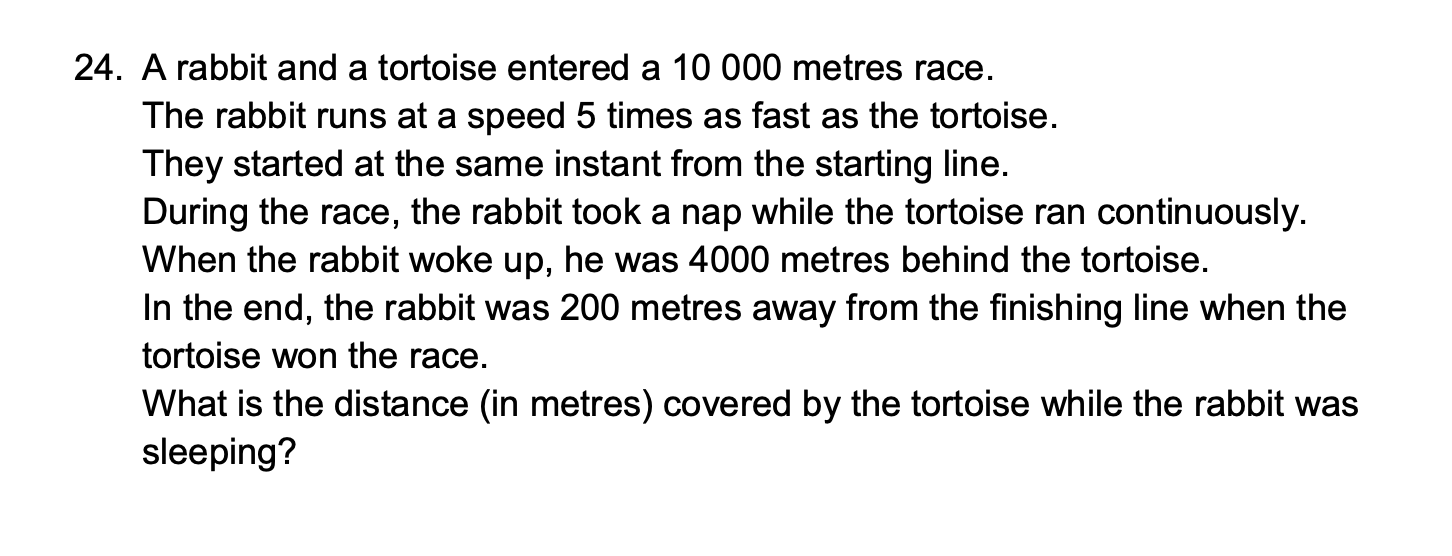 24. A rabbit and a tortoise entered a 10 000 metres race.
The rabbit runs at a speed 5 times as fast as the tortoise.
They started at the same instant from the starting line.
During the race, the rabbit took a nap while the tortoise ran continuously.
When the rabbit woke up, he was 4000 metres behind the tortoise.
In the end, the rabbit was 200 metres away from the finishing line when the
tortoise won the race.
What is the distance (in metres) covered by the tortoise while the rabbit was
sleeping?